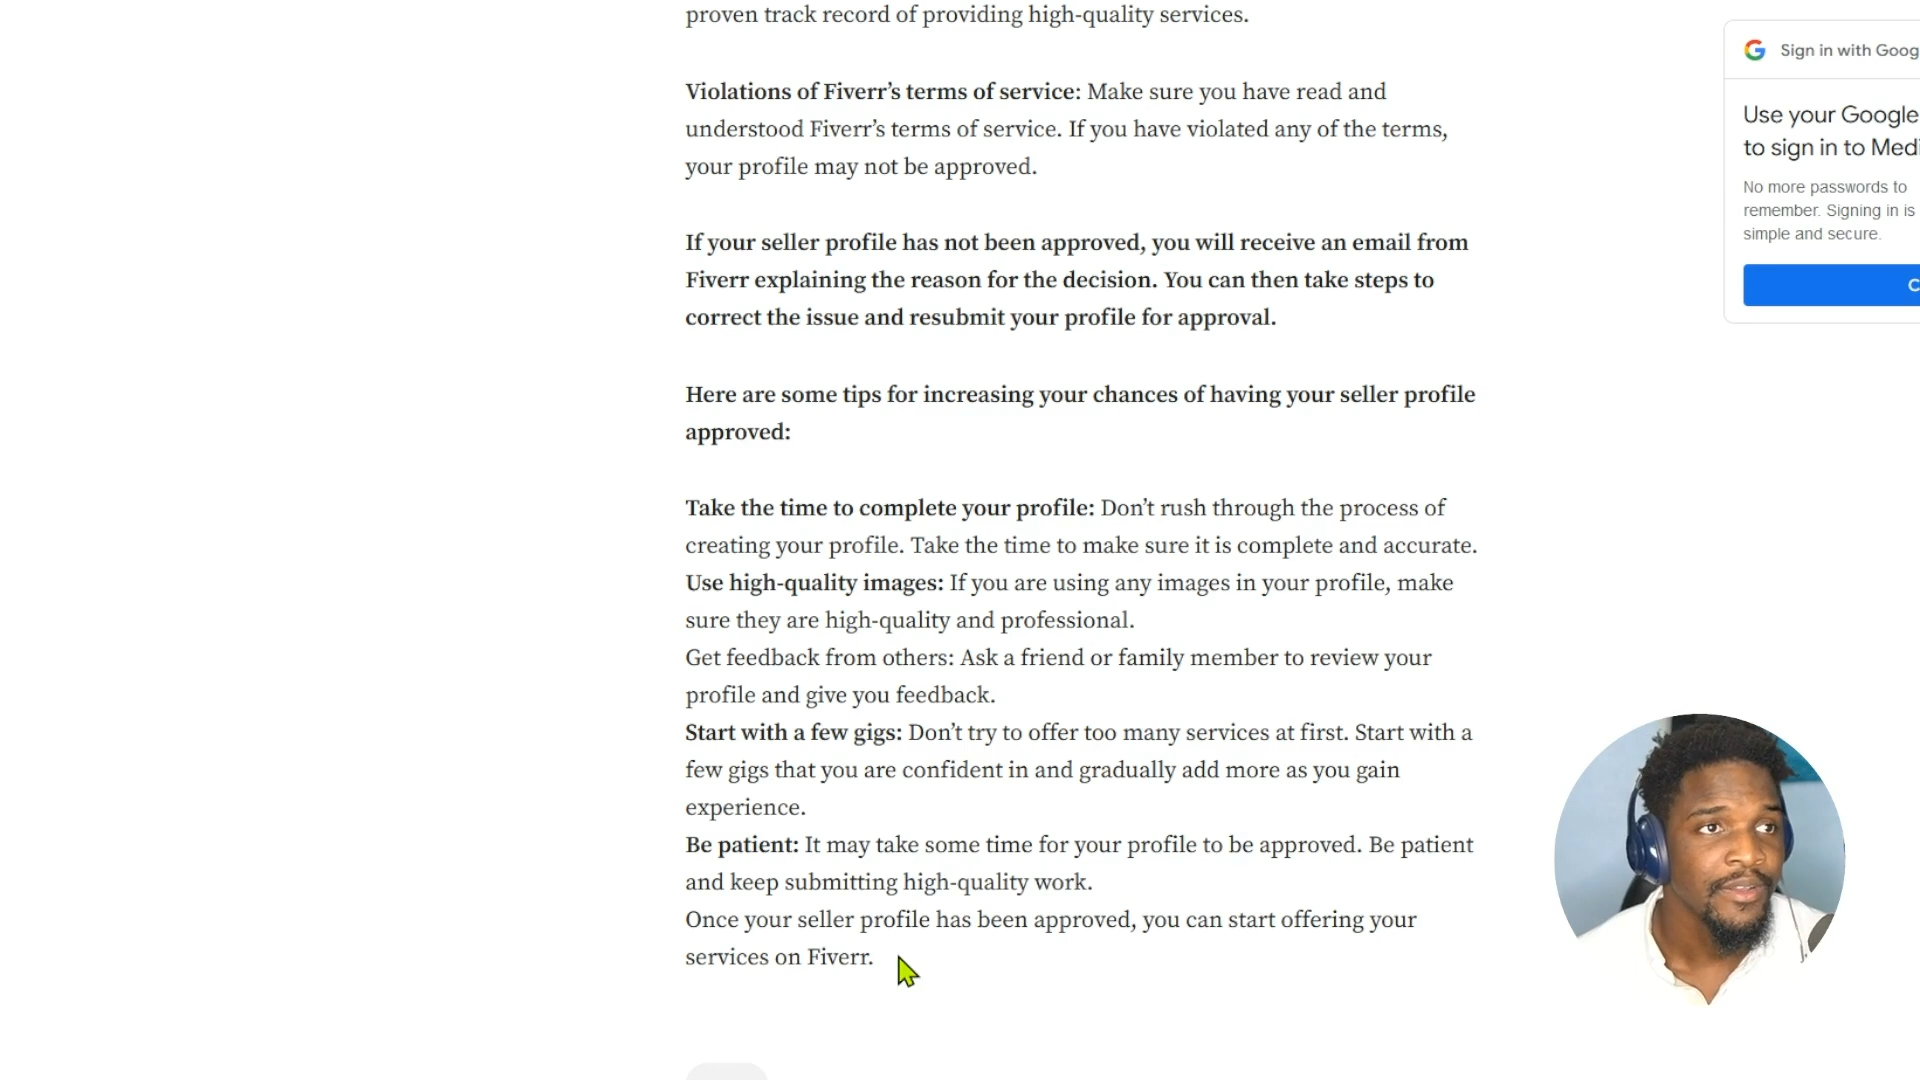 proven track record of providing high-quality services.
Violations of Fiverr’s terms of service: Make sure you have read and
understood Fiverr’s terms of service. If you have violated any of the terms,
your profile may not be approved.
If your seller profile has not been approved, you will receive an email from
Fiverr explaining the reason for the decision. You can then take steps to
correct the issue and resubmit your profile for approval.
Here are some tips for increasing your chances of having your seller profile
approved:
Take the time to complete your profile: Don’t rush through the process of
creating your profile. Take the time to make sure it is complete and accurate.
Use high-quality images: If you are using any images in your profile, make
sure they are high-quality and professional.
Get feedback from others: Ask a friend or family member to review your
profile and give you feedback.
Start with a few gigs: Don’t try to offer too many services at first. Start with a
few gigs that you are confident in and gradually add more as you gain
experience.
Be patient: It may take some time for your profile to be approved. Be patient
and keep submitting high-quality work.
Once your seller profile has been approved, you can start offering your
services on Fiverr.
Sign in with Goog
Use your Google
to sign in to Medi
No more passwords to
remember. Signing in is
simple and secure.
C